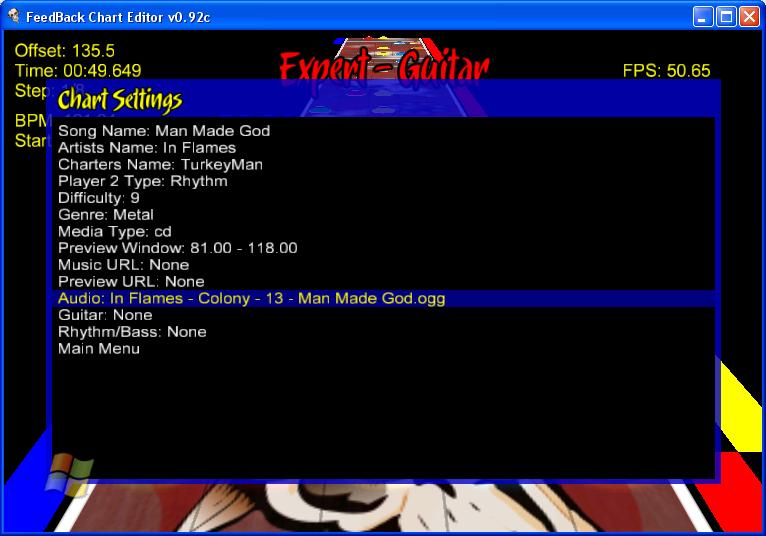 FeedBack Chart Editor v0.92c
Offset: 135.5
Time: 00:49.649
Step:
BPM
Start
Expert - Guitar
FPS: 50.65
Chart Settings
Song Name: Man Made God
Artists Name: In Flames
Charters Name: TurkeyMan
Player 2 Type: Rhythm
Difficulty: 9
Genre: Metal
Media Type: cd
Preview Window: 81.00 - 118.00
Music URL: None
Preview URL: None
Audio: In Flames - Colony - 13 - Man Made God.ogg
Guitar: None
Rhythm/Bass: None
Main Menu